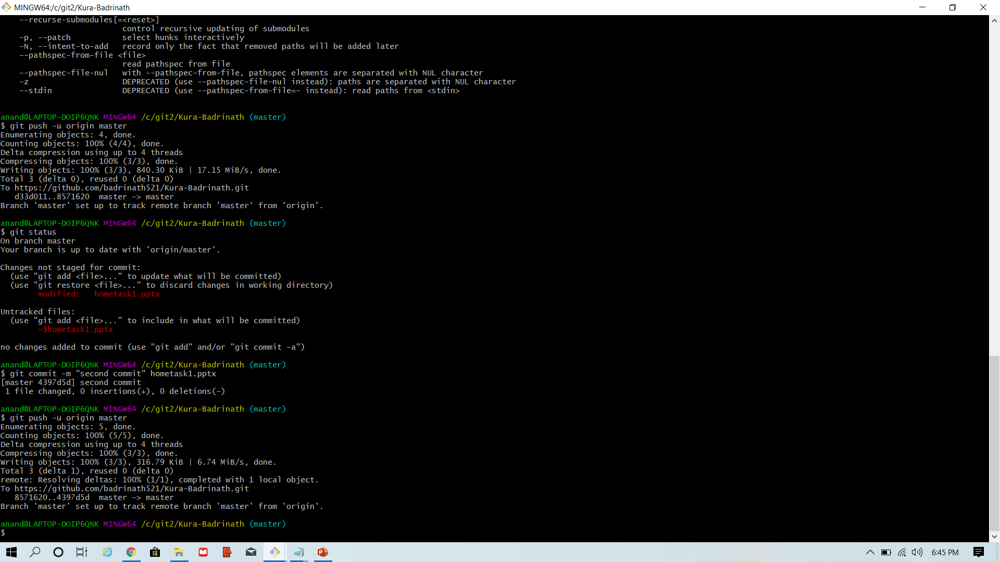 MINGW64:/c/git2/Kura-Badrinath
--recurse-submodules[=<reset>]
control recursive updating of submodules
-p, --patch select hunks interactively
-N, --intent-to-add record only the fact that removed paths will be added later
--pathspec-from-file <file>
read pathspec from file
--pathspec-file-nul with --pathspec-from-file, pathspec elements are separated with NUL character
-z DEPRECATED (use --pathspec-file-nul instead): paths are separated with NUL character
--stdin DEPRECATED (use --pathspec-from-file=- instead): read paths from <stdin>
anand@LAPTOP-DOIP6QNK MINGW64 /c/git2/Kura-Badrinath (master)
$ git push -u origin master
Enumerating objects: 4, done.
Counting objects: 100% (4/4), done.
Delta compression using up to 4 threads
Compressing objects: 100% (3/3), done.
Writing objects: 100% (3/3), 840.30 KiB | 17.15 MiB/s, done.
Total 3 (delta 0), reused 0 (delta 0)
To https://github.com/badrinath521/Kura-Badrinath.git
d33d011..8571620 master -> master
Branch 'master' set up to track remote branch 'master' from 'origin'.
anand@LAPTOP-DOIP6QNK MINGW64 /c/git2/Kura-Badrinath (master)
$ git status
On branch master
Your branch is up to date with 'origin/master'.
Changes not staged for commit:
(use "git add <file>..." to update what will be committed)
(use "git restore <file>..." to discard changes in working directory)
modified: hometask1.pptx
Untracked files:
(use "git add <file>..." to include in what will be committed)
~$hometask1.pptx
no changes added to commit (use "git add" and/or "git commit -a")
anand@LAPTOP-DOIP6QNK MINGW64 /c/git2/Kura-Badrinath (master)
$ git commit -m "second commit" hometask1.pptx
[master 4397d5d] second commit
1 file changed, 0 insertions(+), 0 deletions(-)
anand@LAPTOP-DOIP6QNK MINGW64 /c/git2/Kura-Badrinath (master)
$ git push -u origin master
Enumerating objects: 5, done.
Counting objects: 100% (5/5), done.
Delta compression using up to 4 threads
Compressing objects: 100% (3/3), done.
Writing objects: 100% (3/3), 316.79 KiB | 6.74 MiB/s, done.
Total 3 (delta 1), reused 0 (delta 0)
remote: Resolving deltas: 100% (1/1), completed with 1 local object.
To https://github.com/badrinath521/Kura-Badrinath.git
8571620..4397d5d master -> master
Branch 'master' set up to track remote branch 'master' from 'origin'.
anand@LAPTOP-DOIP6QNK MINGW64 /c/git2/Kura-Badrinath (master)
$
6:45 PM